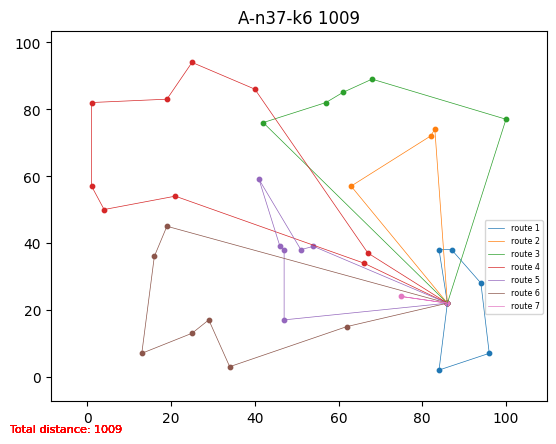 A-n37-k6 1009
100
80
60
40
20
0
route 1
route 2
route 3
route 4
route 5
route 6
route 7
0 20 40 60 80 100
Total distance: 1009